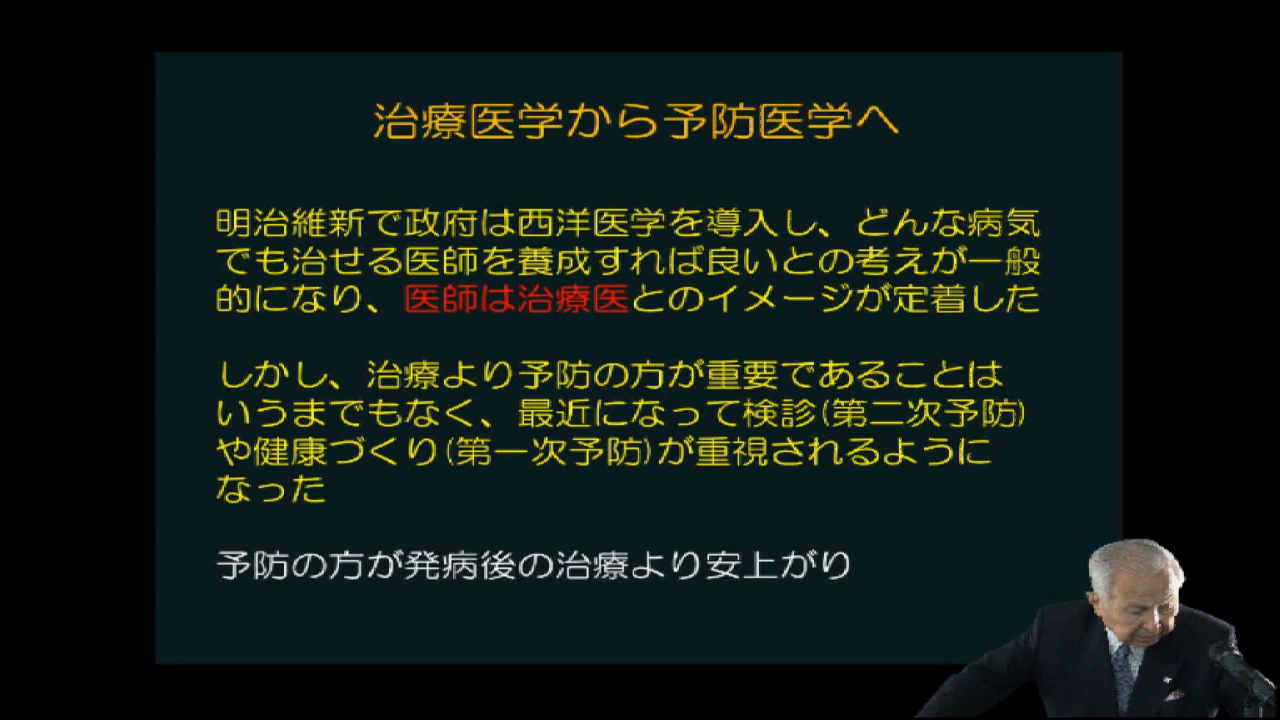 治療医学から予防医学へ
明治維新で政府は西洋医学を導入し、どんな病気
でも治せる医師を養成すれば良いとの考えが一般
的になり、医師は治療医とのイメージが定着した
しかし、治療より予防の方が重要であることは
いうまでもなく、最近になって検診(第二次予防)
や健康づくり(第一次予防)が重視されるように
なった
予防の方が発病後の治療より安上がり